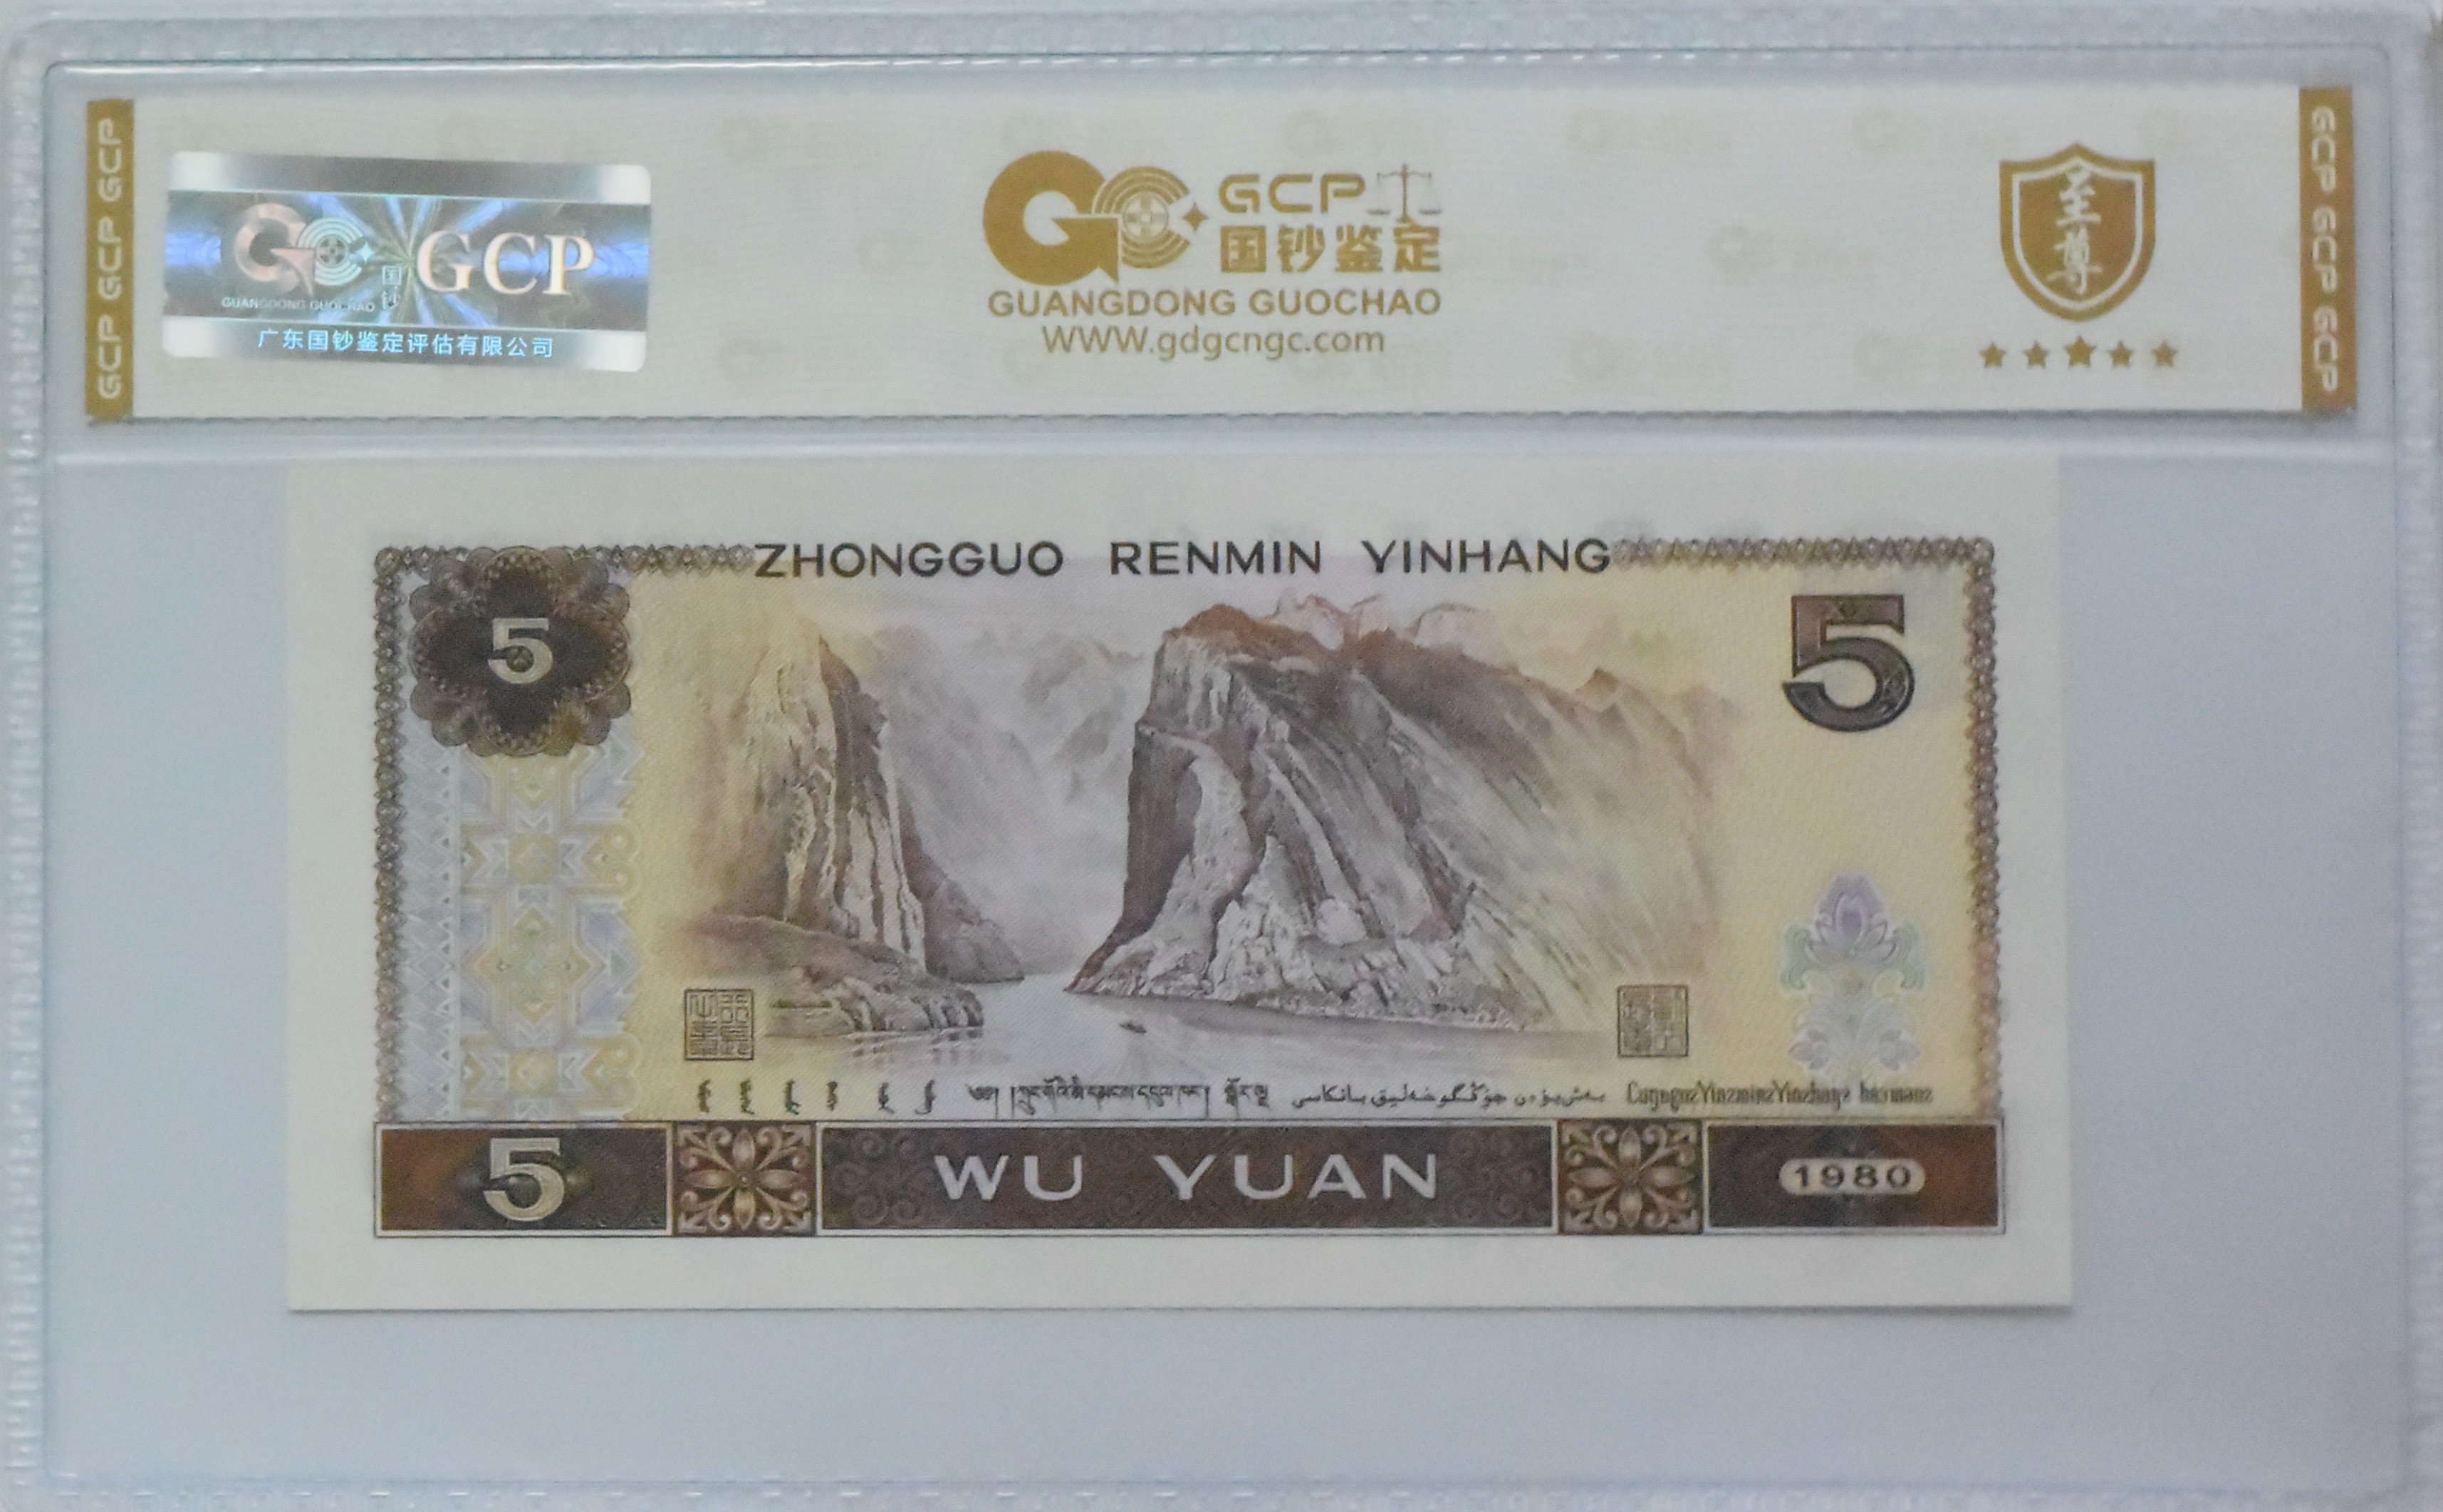 GCP GCP GCP
GCP
国钞
GUANGDONG GUOCHAO
广东国钞鉴定评估有限公司
GCP
国钞鉴定
GUANGDONG GUOCHAO
WWW.gdgcngc.com
至尊
GCP GCP GCP
ZHONGGUO RENMIN YINHANG
5
5
5
WU YUAN
1980